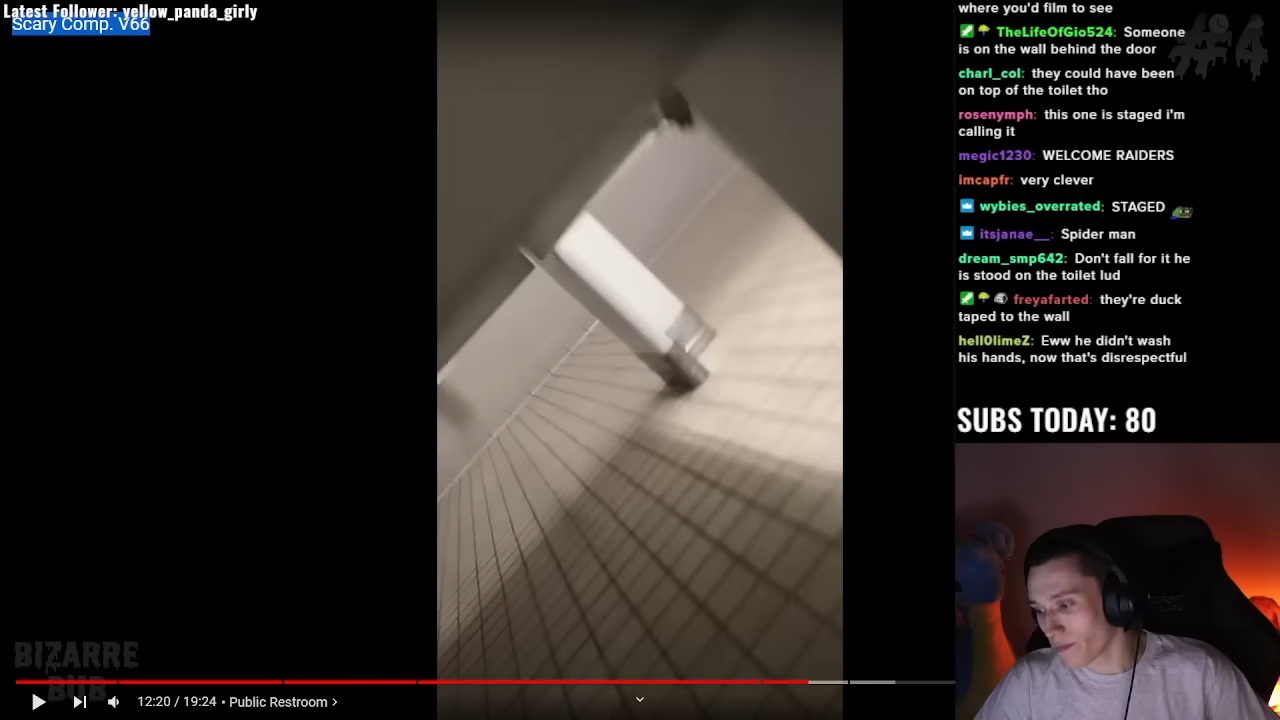 Latest Follower: yellow_panda_girly
Scary Comp. V66
#4
where you'd film to see
TheLifeOfGio524: Someone
is on the wall behind the door
charl_col: they could have been
on top of the toilet tho
rosenymph: this one is staged i'm
calling it
megic1230: WELCOME RAIDERS
imcapfr: very clever
wybies_overrated: STAGED
itsjanae__: Spider man
dream_smp642: Don't fall for it he
is stood on the toilet lud
freyafarted: they're duck
taped to the wall
hell0limeZ: Eww he didn't wash
his hands, now that's disrespectful
SUBS TODAY: 80
BIZARRE
BUB
12:20 / 19:24 • Public Restroom >